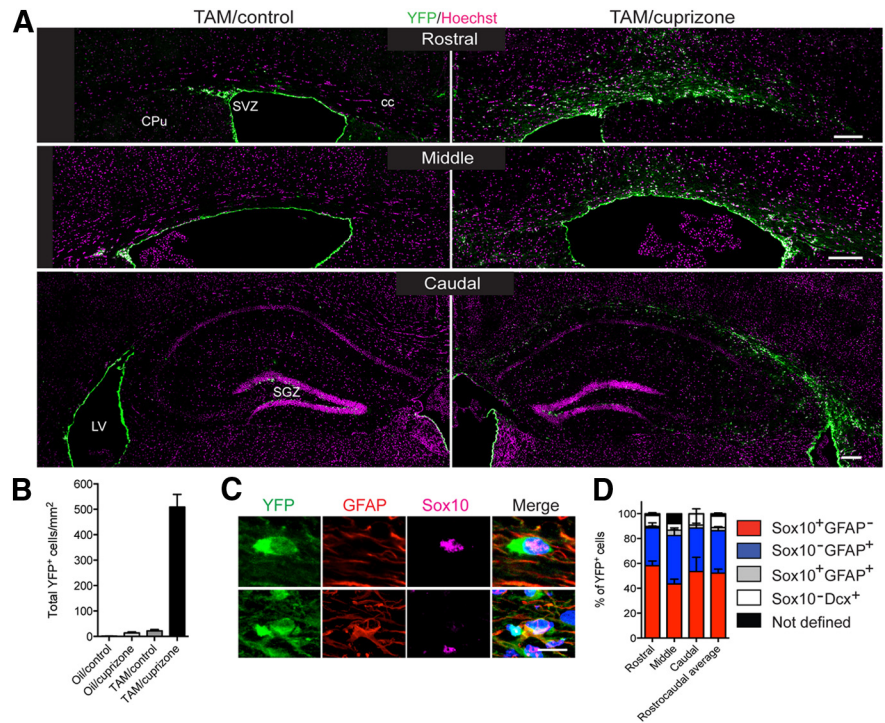 A
TAM/control
YFP/Hoechst
TAM/cuprizone
Rostral
SVZ
cc
CPu
Middle
Caudal
SGZ
LV
B
Total YFP+ cells/mm²
600
500
400
300
200
100
0
Oil/control
Oil/cuprizone
TAM/control
TAM/cuprizone
C
YFP
GFAP
Sox10
Merge
D
% of YFP+ cells
100
80
60
40
20
0
Rostral
Middle
Caudal
Rostrocaudal average
Sox10⁺GFAP⁻
Sox10⁻GFAP⁺
Sox10⁺GFAP⁺
Sox10⁻Dcx⁺
Not defined